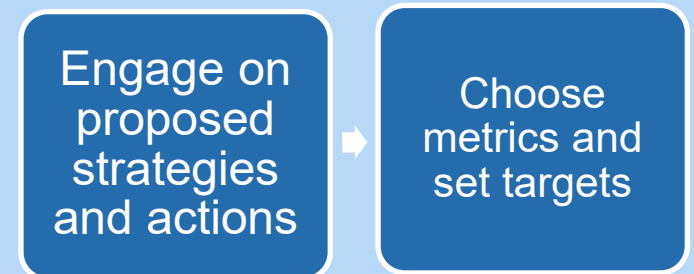 Engage on
proposed
strategies
and actions
Choose
metrics and
set targets